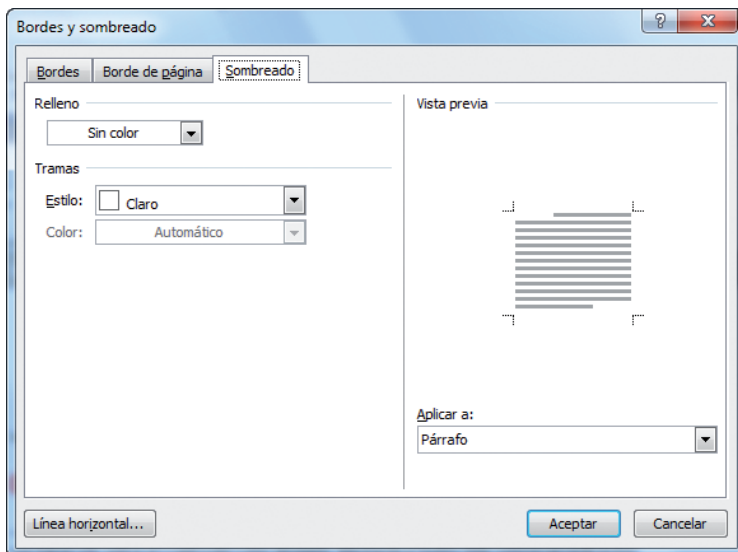 Bordes y sombreado
Bordes Borde de página Sombreado
Relleno
Sin color
Tramas
Estilo: Claro
Color: Automático
Vista previa
Aplicar a:
Párrafo
Línea horizontal... Aceptar Cancelar